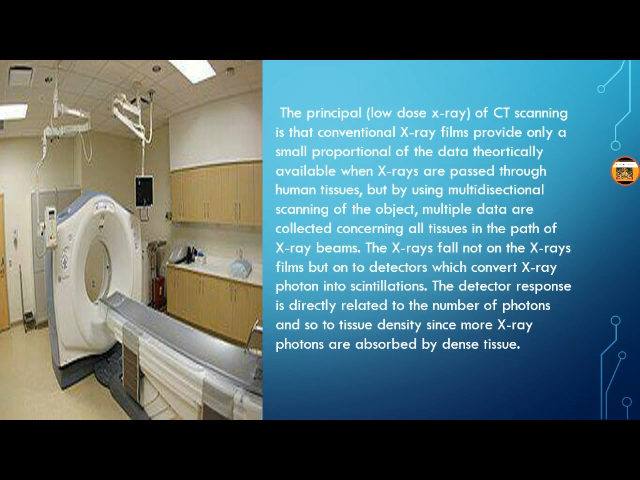 The principal (low dose x-ray) of CT scanning
is that conventional X-ray films provide only a
small proportional of the data theortically
available when X-rays are passed through
human tissues, but by using multidisectional
scanning of the object, multiple data are
collected concerning all tissues in the path of
X-ray beams. The X-rays fall not on the X-rays
films but on to detectors which convert X-ray
photon into scintillations. The detector response
is directly related to the number of photons
and so to tissue density since more X-ray
photons are absorbed by dense tissue.